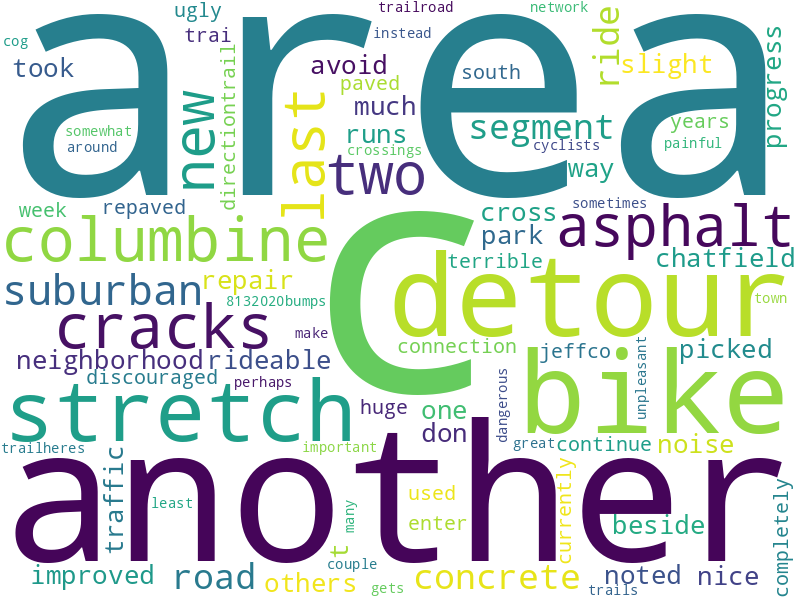 area
ugly
trailroad
network
cog
trai
instead
ride
took
avoid
slight
south
paved
progress
directiontrail
new
last
much
segment
years
somewhat
runs
around
crossings
cyclists
painful
two
way
week
repaved
cross
sometimes
asphalt
columbine
c
park
terrible
chatfield
detour
suburban
repair
8132020bumps
town
cracks
make
connection
jeffco
picked
neighborhood
rideable
unpleasant
discouraged
perhaps
bike
stretch
huge
one
dangerous
don
trailheres
important
great
continue
noise
another
traffic
currently
completely
least
many
used
enter
beside
t
couple
improved
road
others
gets
concrete
trails
noted
nice